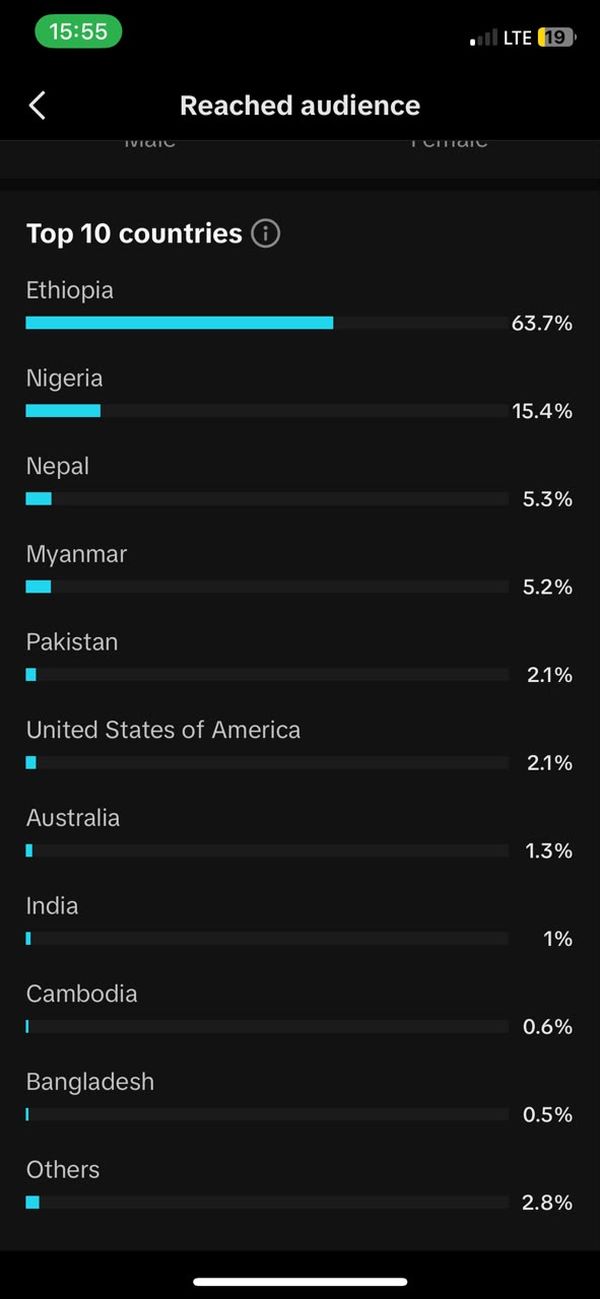 15:55
LTE 19
Reached audience
Male Female
Top 10 countries
Ethiopia
63.7%
Nigeria
15.4%
Nepal
5.3%
Myanmar
5.2%
Pakistan
2.1%
United States of America
2.1%
Australia
1.3%
India
1%
Cambodia
0.6%
Bangladesh
0.5%
Others
2.8%